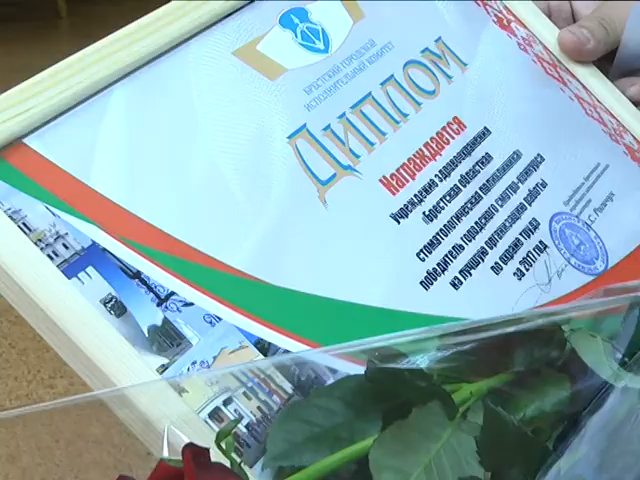 БРЕСТСКИЙ ГОРОДСКОЙ
ИСПОЛНИТЕЛЬНЫЙ КОМИТЕТ
Диплом
Награждается
Учреждение здравоохранения
«Брестская областная
стоматологическая поликлиника»
победитель городского смотра-конкурса
на лучшую организацию работы
по охране труда
за 2017 год